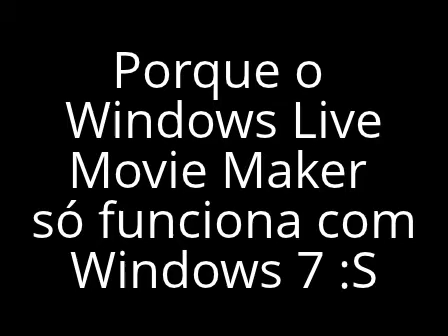 Porque o
Windows Live
Movie Maker
só funciona com
Windows 7 :S